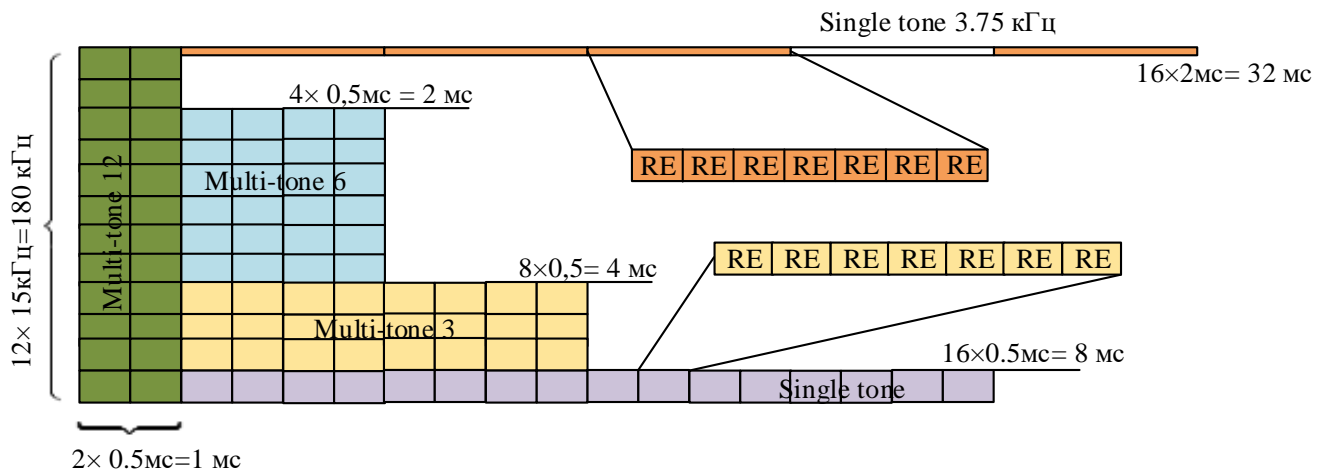 Single tone 3.75 кГц
16×2мс= 32 мс
4× 0,5мс = 2 мс
RE RE RE RE RE RE RE
12× 15кГц=180 кГц
Multi-tone 12
Multi-tone 6
RE RE RE RE RE RE RE
8×0,5= 4 мс
Multi-tone 3
16×0.5мс= 8 мс
Single tone
2× 0.5мс=1 мс